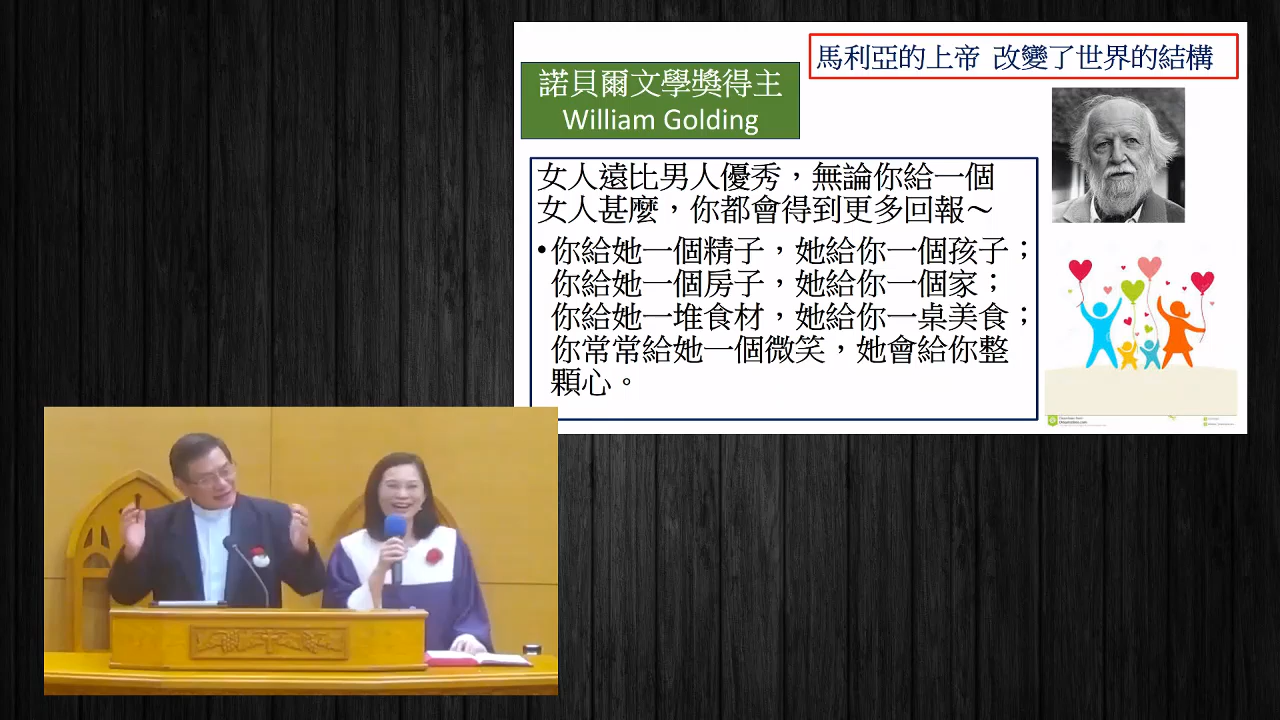 馬利亞的上帝 改變了世界的結構
諾貝爾文學獎得主
William Golding
女人遠比男人優秀，無論你給一個
女人甚麼，你都會得到更多回報～
•你給她一個精子，她給你一個孩子；
你給她一個房子，她給你一個家；
你給她一堆食材，她給你一桌美食；
你常常給她一個微笑，她會給你整
顆心。